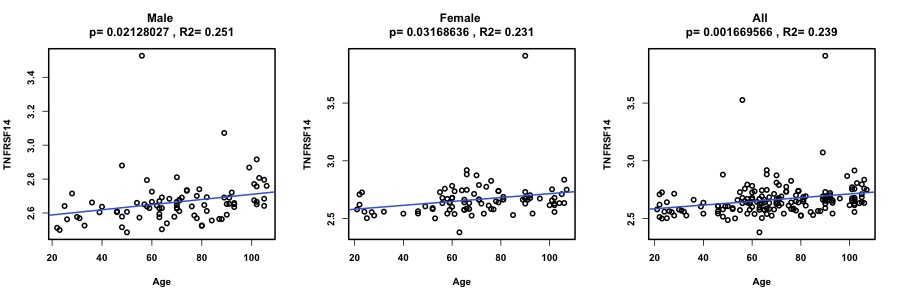 Male
p= 0.02128027 , R2= 0.251
TNFRSF14
3.4
3.2
3.0
2.8
2.6
20 40 60 80 100
Age
Female
p= 0.03168636 , R2= 0.231
TNFRSF14
3.5
3.0
2.5
20 40 60 80 100
Age
All
p= 0.001669566 , R2= 0.239
TNFRSF14
3.5
3.0
2.5
20 40 60 80 100
Age